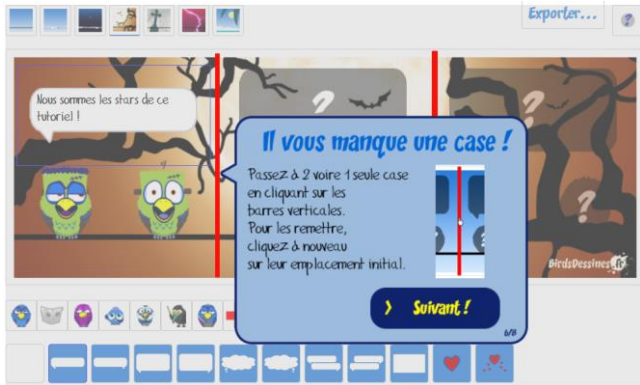 Exporter...
?
Nous sommes les stars de ce
tutoriel !
?
?
?
Il vous manque une case !
Passez à 2 voire 1 seule case
en cliquant sur les
barres verticales.
Pour les remettre,
cliquez à nouveau
sur leur emplacement initial.
BirdsDessines.fr
> Suivant !
6/8